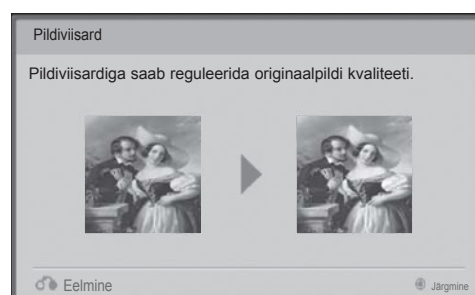 Pildiviisard
Pildiviisardiga saab reguleerida originaalpildi kvaliteeti.
Eelmine
Järgmine